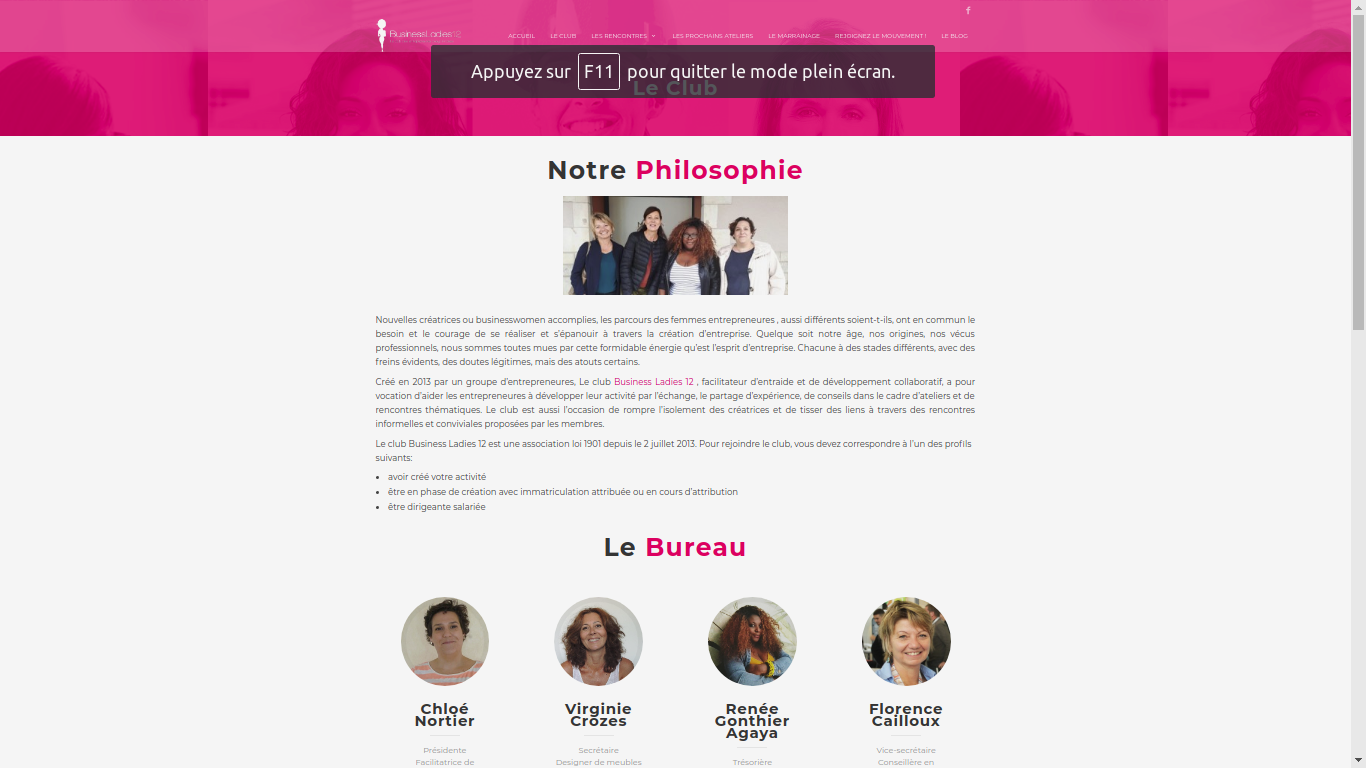 BusinessLadies12
ACCUEIL
LE CLUB
LES RENCONTRES
LES PROCHAINS ATELIERS
LE MARRAINAGE
REJOIGNEZ LE MOUVEMENT !
LE BLOG
Appuyez sur F11 pour quitter le mode plein écran.
Le Club
Notre Philosophie
Nouvelles créatrices ou businesswomen accomplies, les parcours des femmes entrepreneures , aussi différents soient-t-ils, ont en commun le
besoin et le courage de se réaliser et s’épanouir à travers la création d’entreprise. Quelque soit notre âge, nos origines, nos vécus
professionnels, nous sommes toutes mues par cette formidable énergie qu’est l’esprit d’entreprise. Chacune à des stades différents, avec des
freins évidents, des doutes légitimes, mais des atouts certains.
Créé en 2013 par un groupe d’entrepreneures, Le club Business Ladies 12 , facilitateur d’entraide et de développement collaboratif, a pour
vocation d’aider les entrepreneures à développer leur activité par l’échange, le partage d’expérience, de conseils dans le cadre d’ateliers et de
rencontres thématiques. Le club est aussi l’occasion de rompre l’isolement des créatrices et de tisser des liens à travers des rencontres
informelles et conviviales proposées par les membres.
Le club Business Ladies 12 est une association loi 1901 depuis le 2 juillet 2013. Pour rejoindre le club, vous devez correspondre à l’un des profils
suivants:
• avoir créé votre activité
• être en phase de création avec immatriculation attribuée ou en cours d’attribution
• être dirigeante salariée
Le Bureau
Chloé
Nortier
Présidente
Facilitatrice de
Virginie
Crozes
Secrétaire
Designer de meubles
Renée
Gonthier
Agaya
Trésorière
Florence
Cailloux
Vice-secrétaire
Conseillère en